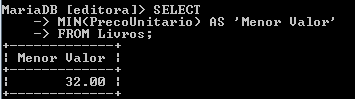 MariaDB [editora]> SELECT
    -> MIN(PrecoUnitario) AS 'Menor Valor'
    -> FROM Livros;
+-------------+
| Menor Valor |
+-------------+
|       32.00 |
+-------------+